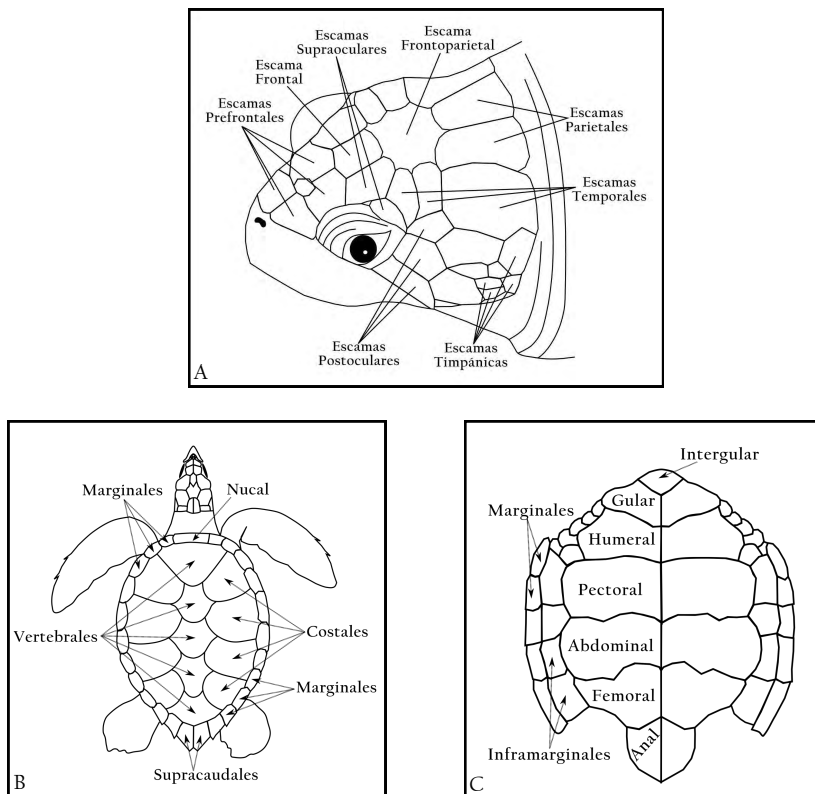 Escamas
Supraoculares
Escama
Frontoparietal
Escama
Frontal
Escamas
Prefrontales
Escamas
Parietales
Escamas
Temporales
Escamas
Postoculares
Escamas
Timpánicas
A
Marginales
Nucal
Vertebrales
Costales
Marginales
Supracaudales
B
Intergular
Gular
Marginales
Humeral
Pectoral
Abdominal
Femoral
Inframarginales
Anal
C